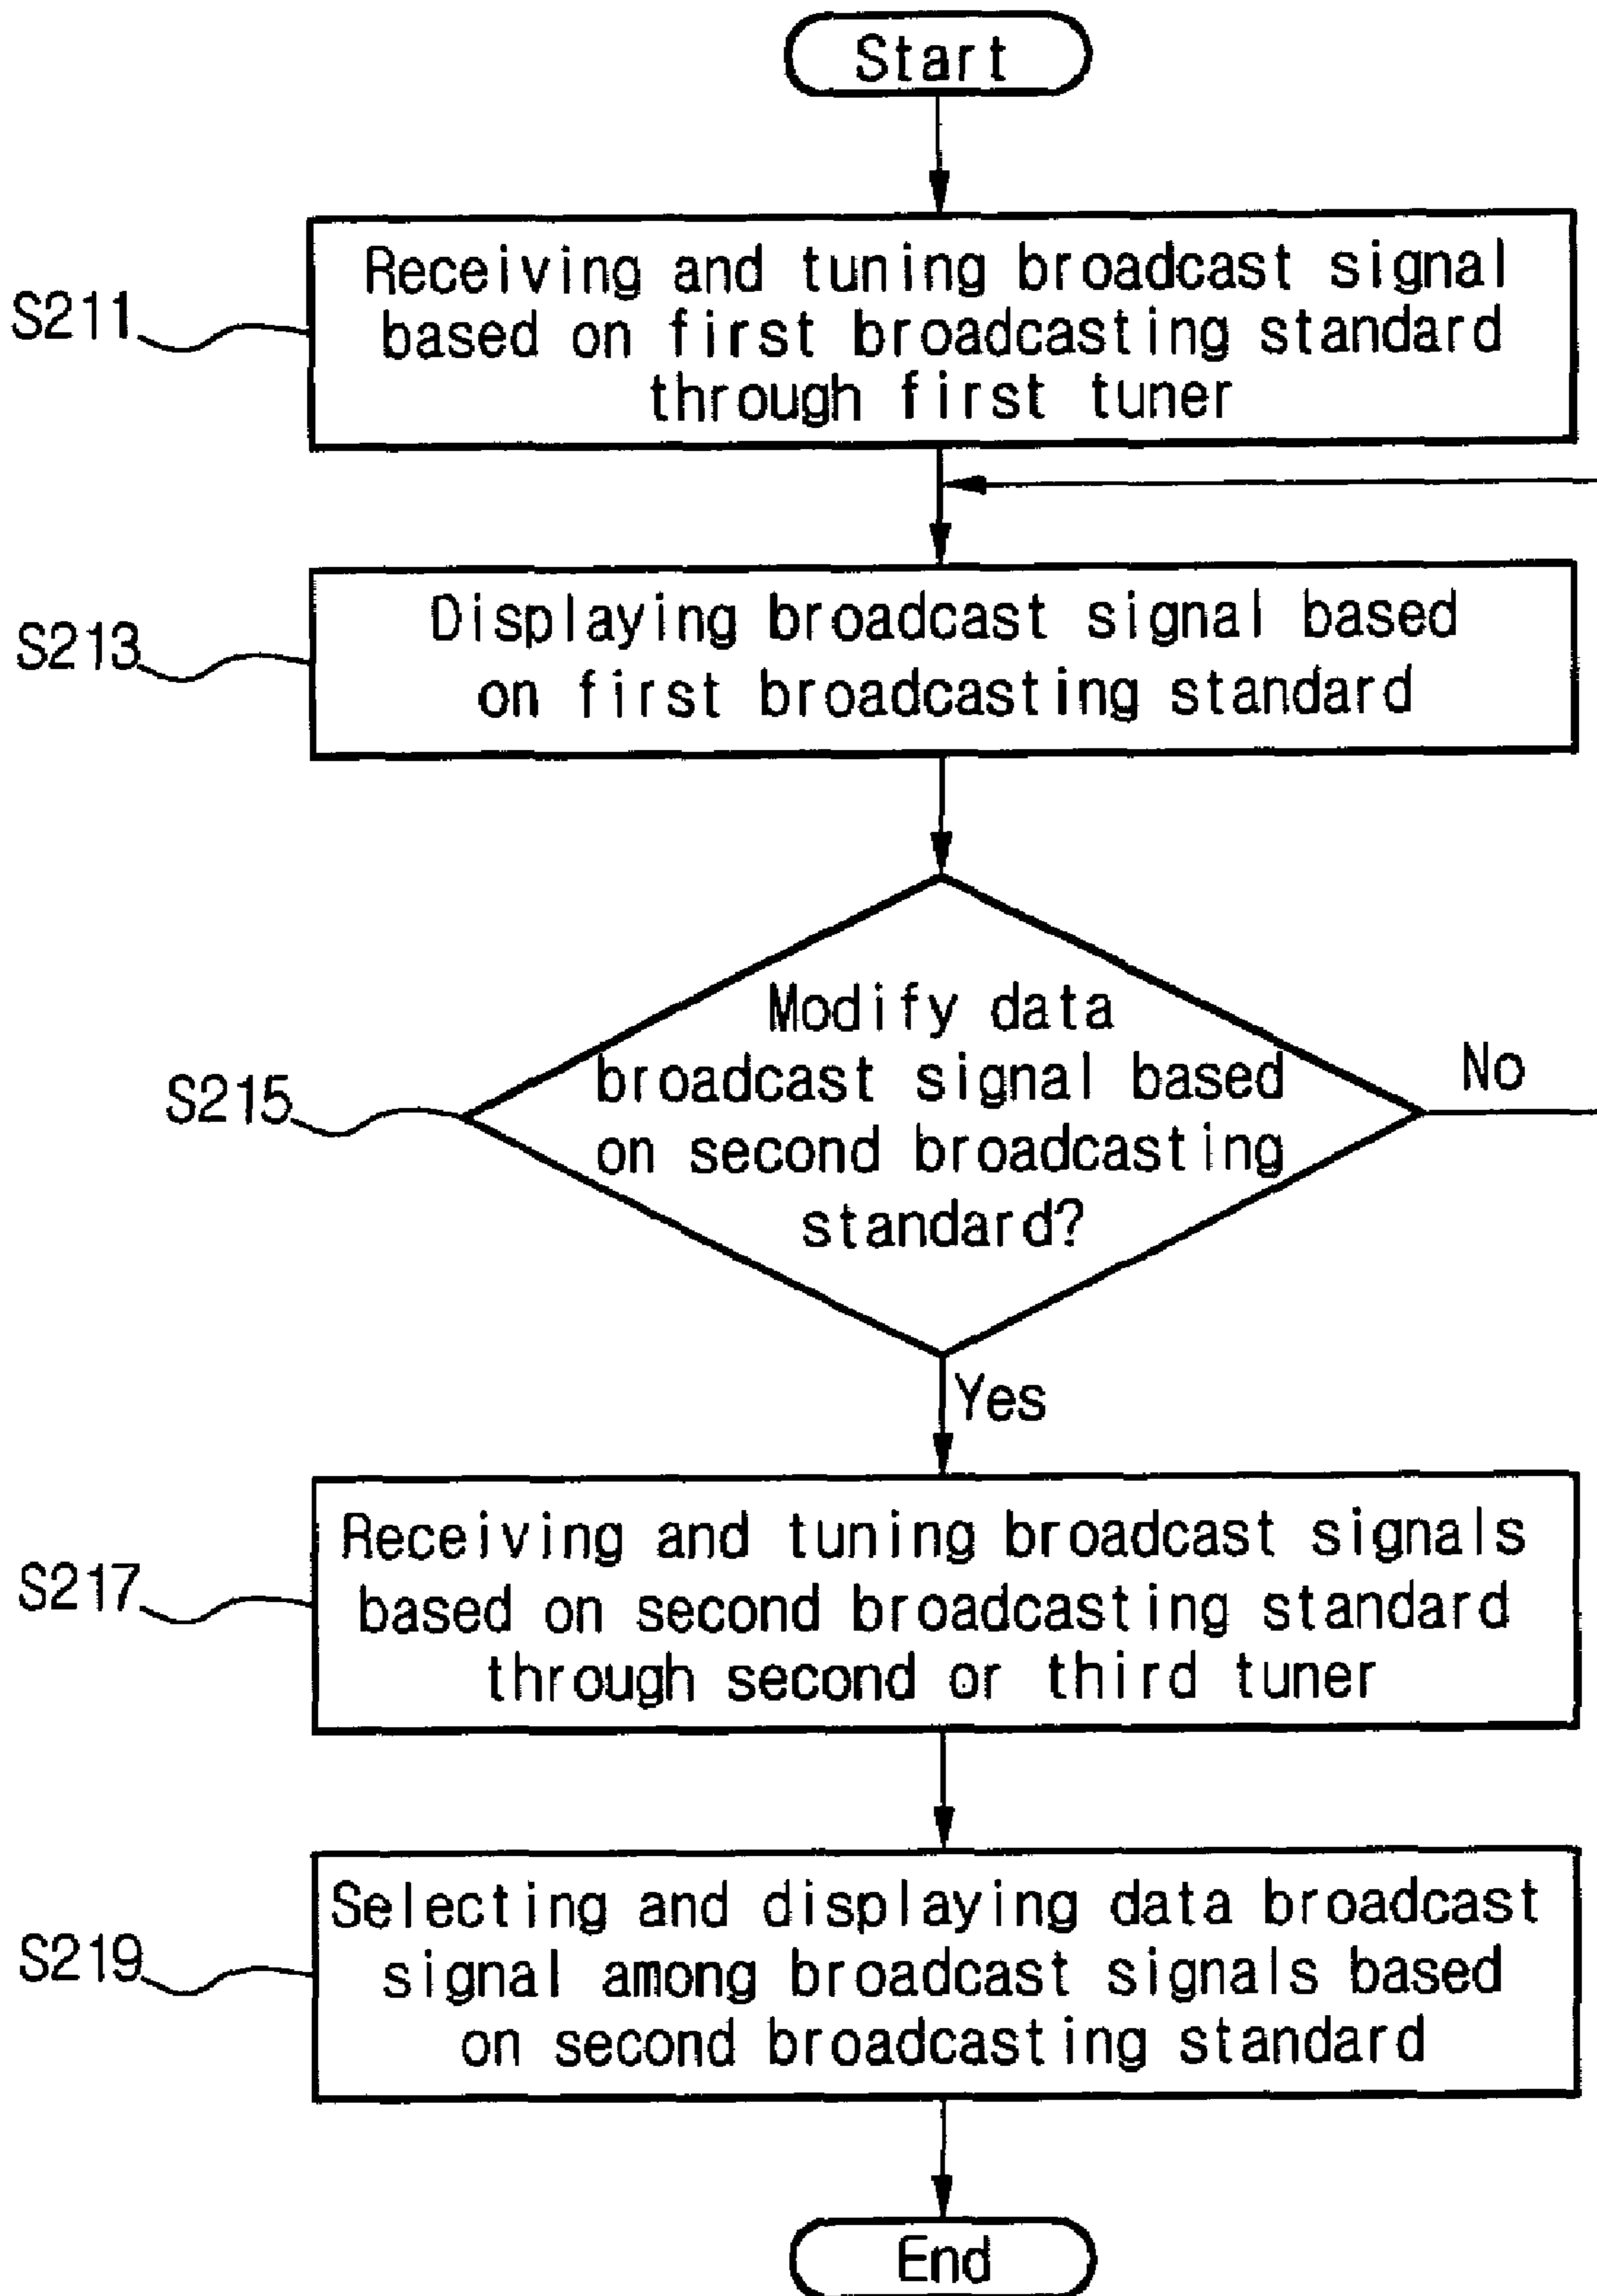 Start
S211
Receiving and tuning broadcast signal
based on first broadcasting standard
through first tuner
S213
Displaying broadcast signal based
on first broadcasting standard
S215
Modify data
broadcast signal based
on second broadcasting
standard?
No
Yes
S217
Receiving and tuning broadcast signals
based on second broadcasting standard
through second or third tuner
S219
Selecting and displaying data broadcast
signal among broadcast signals based
on second broadcasting standard
End